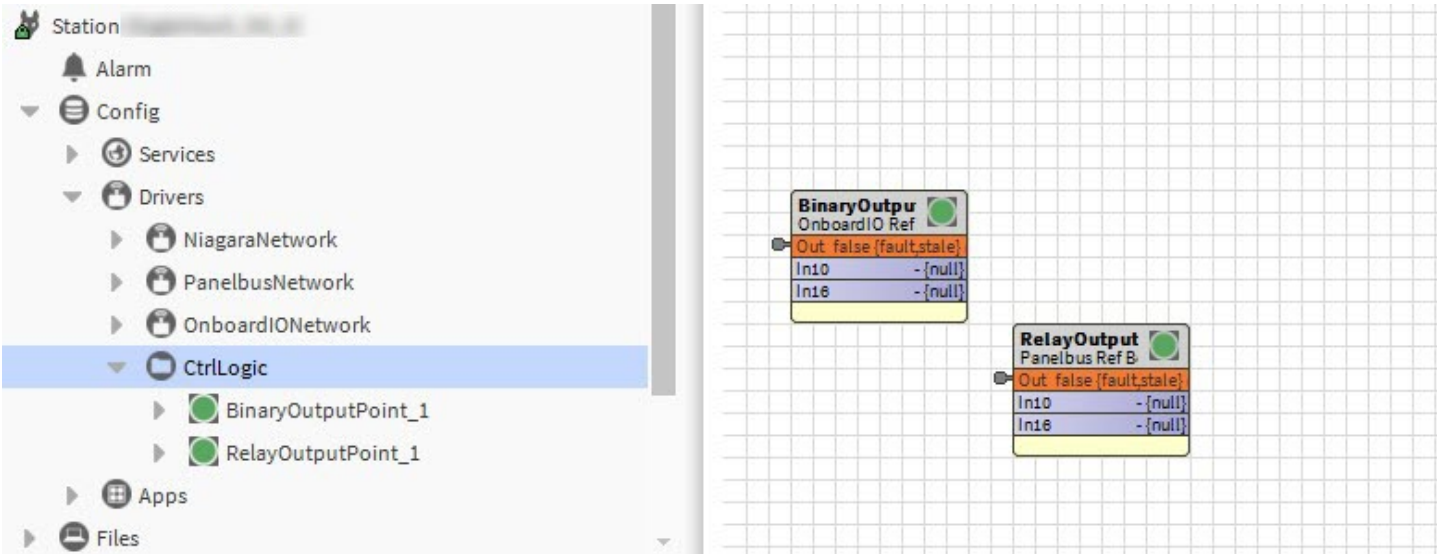 Station
Alarm
Config
Services
Drivers
NiagaraNetwork
PanelbusNetwork
OnboardIONetwork
CtrlLogic
BinaryOutputPoint_1
RelayOutputPoint_1
Apps
Files
BinaryOutpu
OnboardIO Ref
Out false {fault,stale}
In10 - {null}
In16 - {null}
RelayOutput
Panelbus Ref B
Out false {fault,stale}
In10 - {null}
In16 - {null}